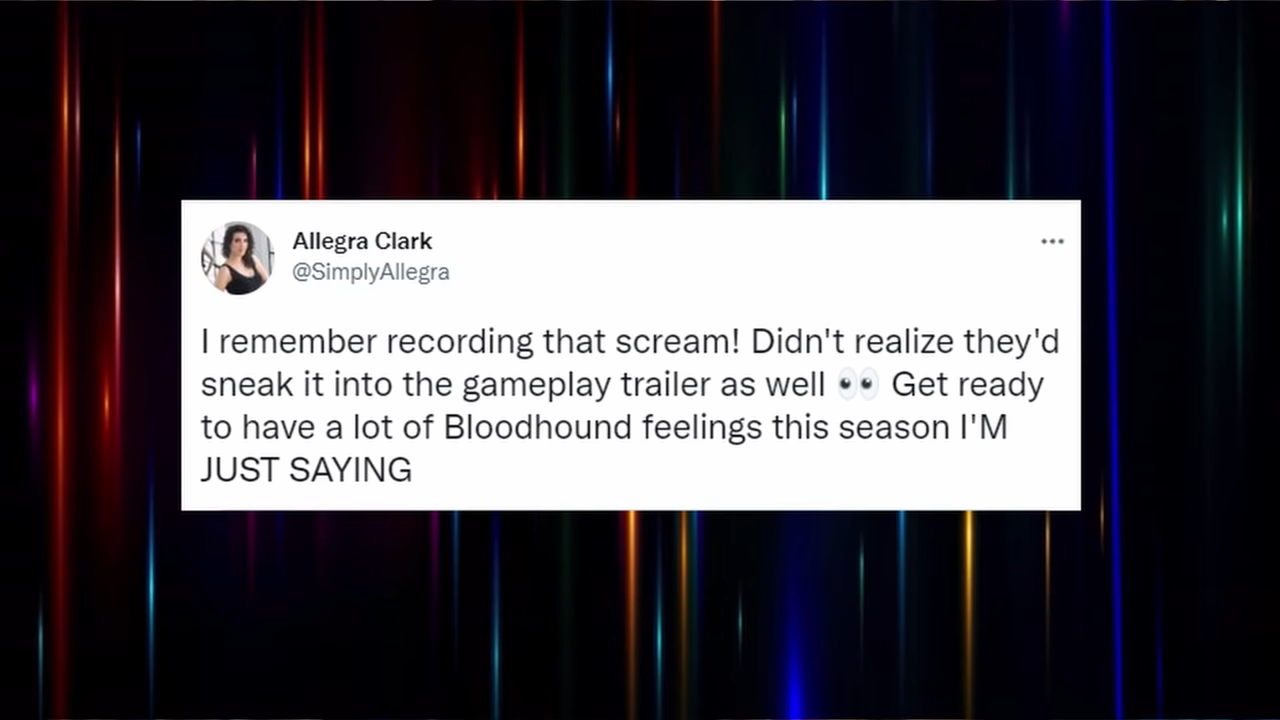 Allegra Clark
@SimplyAllegra
I remember recording that scream! Didn't realize they'd
sneak it into the gameplay trailer as well 👀 Get ready
to have a lot of Bloodhound feelings this season I'M
JUST SAYING